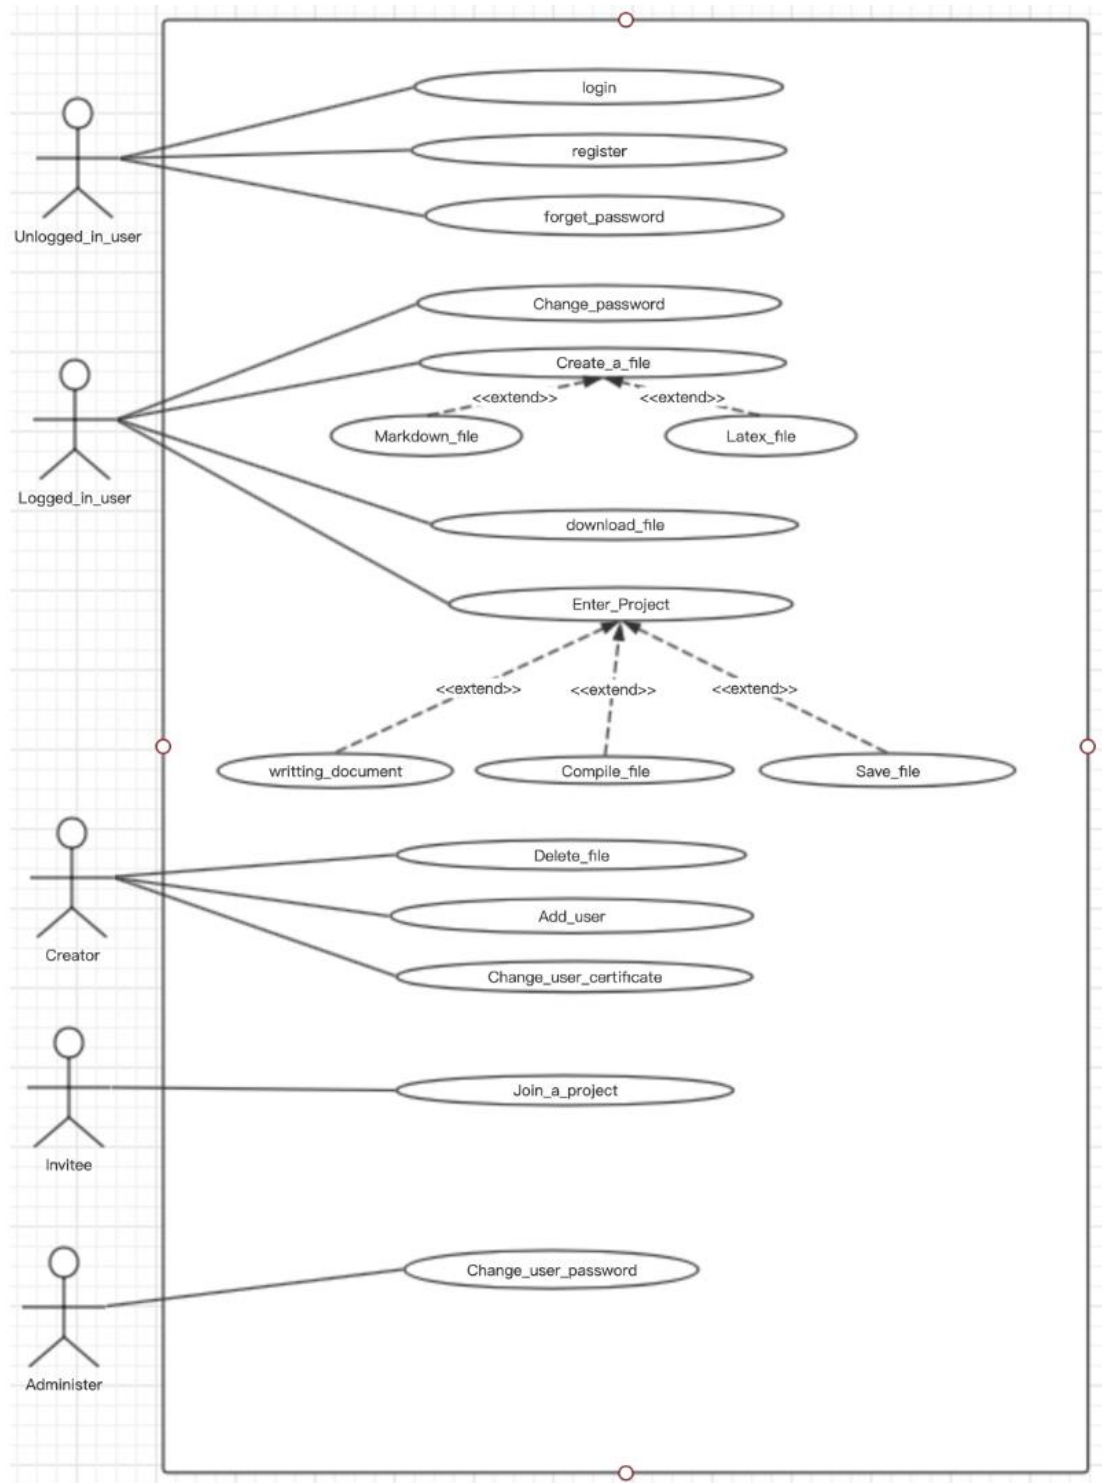 login
register
forget_password
Unlogged_in_user
Change_password
Create_a_file
<<extend>> <<extend>>
Markdown_file Latex_file
Logged_in_user
download_file
Enter_Project
<<extend>> <<extend>> <<extend>>
writting_document Compile_file Save_file
Delete_file
Add_user
Creator
Change_user_certificate
Join_a_project
Invitee
Change_user_password
Administer